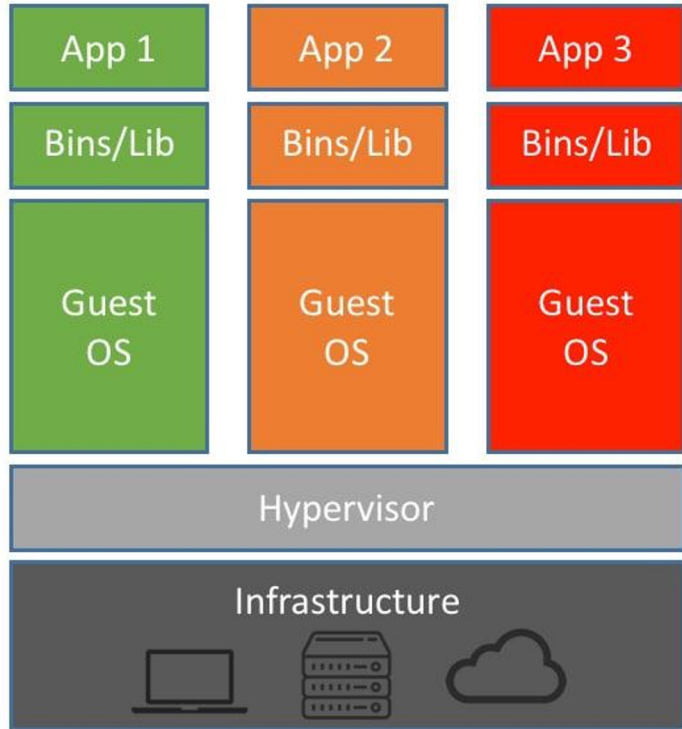 App 1
App 2
App 3
Bins/Lib
Bins/Lib
Bins/Lib
Guest
OS
Guest
OS
Guest
OS
Hypervisor
Infrastructure